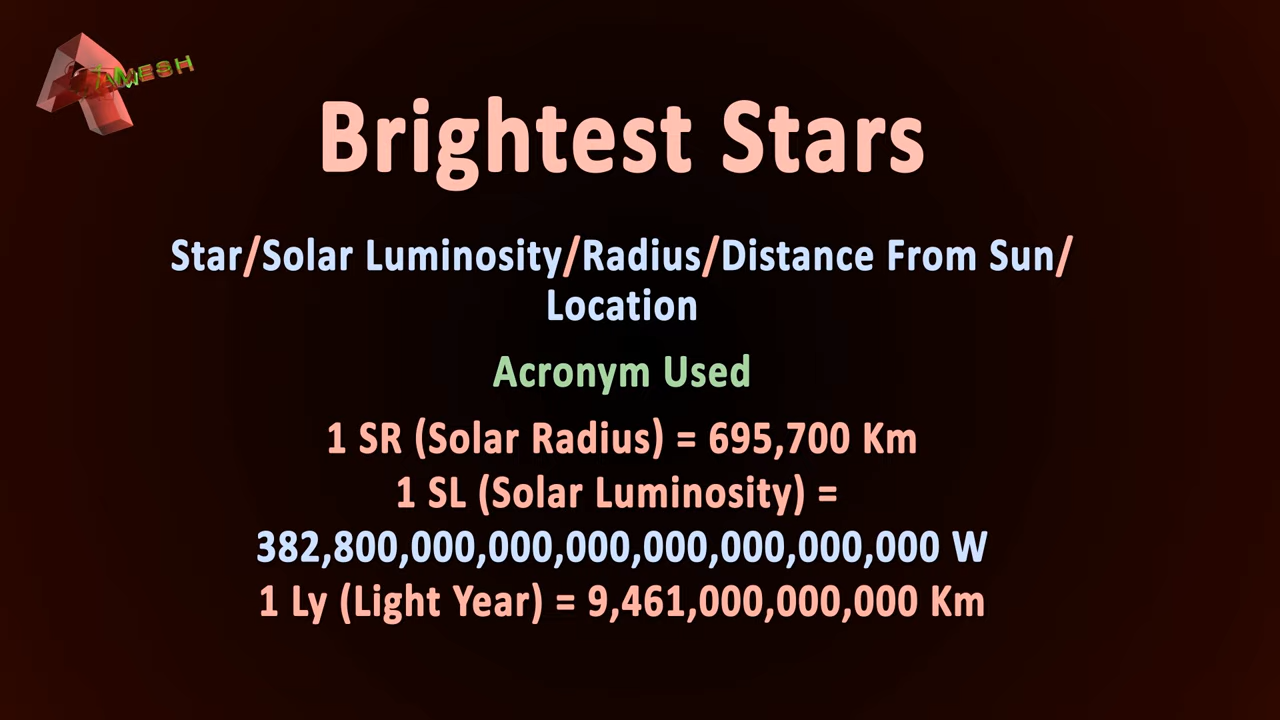 Brightest Stars
Star/Solar Luminosity/Radius/Distance From Sun/
Location
Acronym Used
1 SR (Solar Radius) = 695,700 Km
1 SL (Solar Luminosity) =
382,800,000,000,000,000,000,000,000 W
1 Ly (Light Year) = 9,461,000,000,000 Km